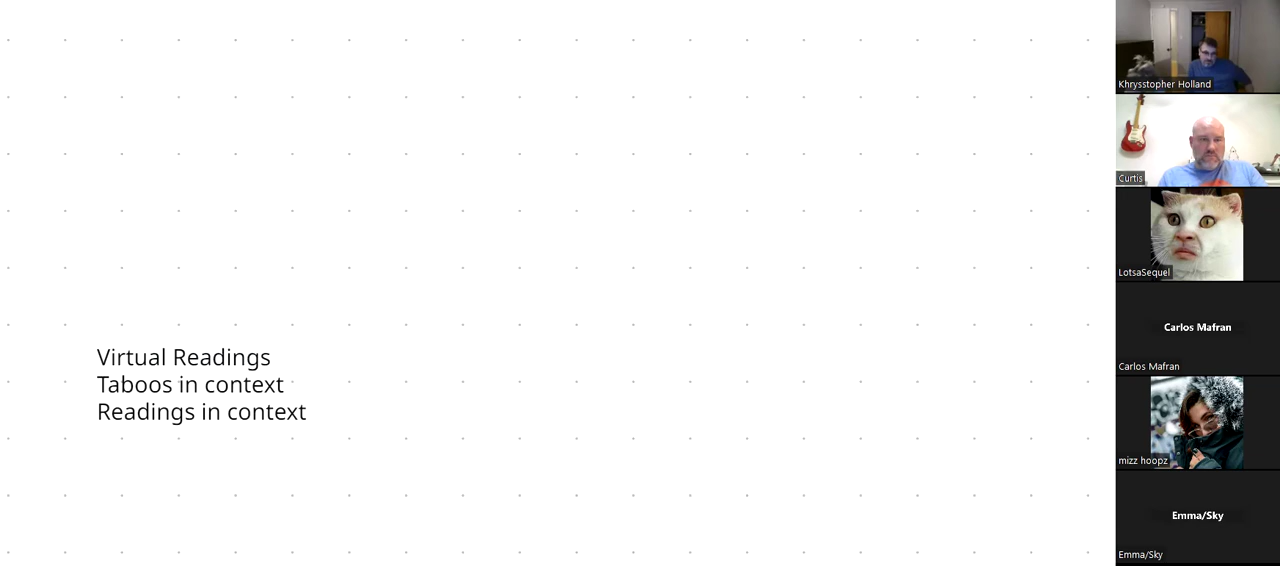 Virtual Readings
Taboos in context
Readings in context
Khrysstopher Holland
Curtis
LotsaSequel
Carlos Mafran
Carlos Mafran
mizz hoopz
Emma/Sky
Emma/Sky